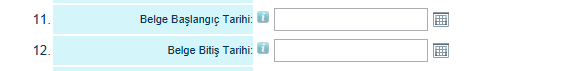 11. Belge Başlangıç Tarihi:
12. Belge Bitiş Tarihi: